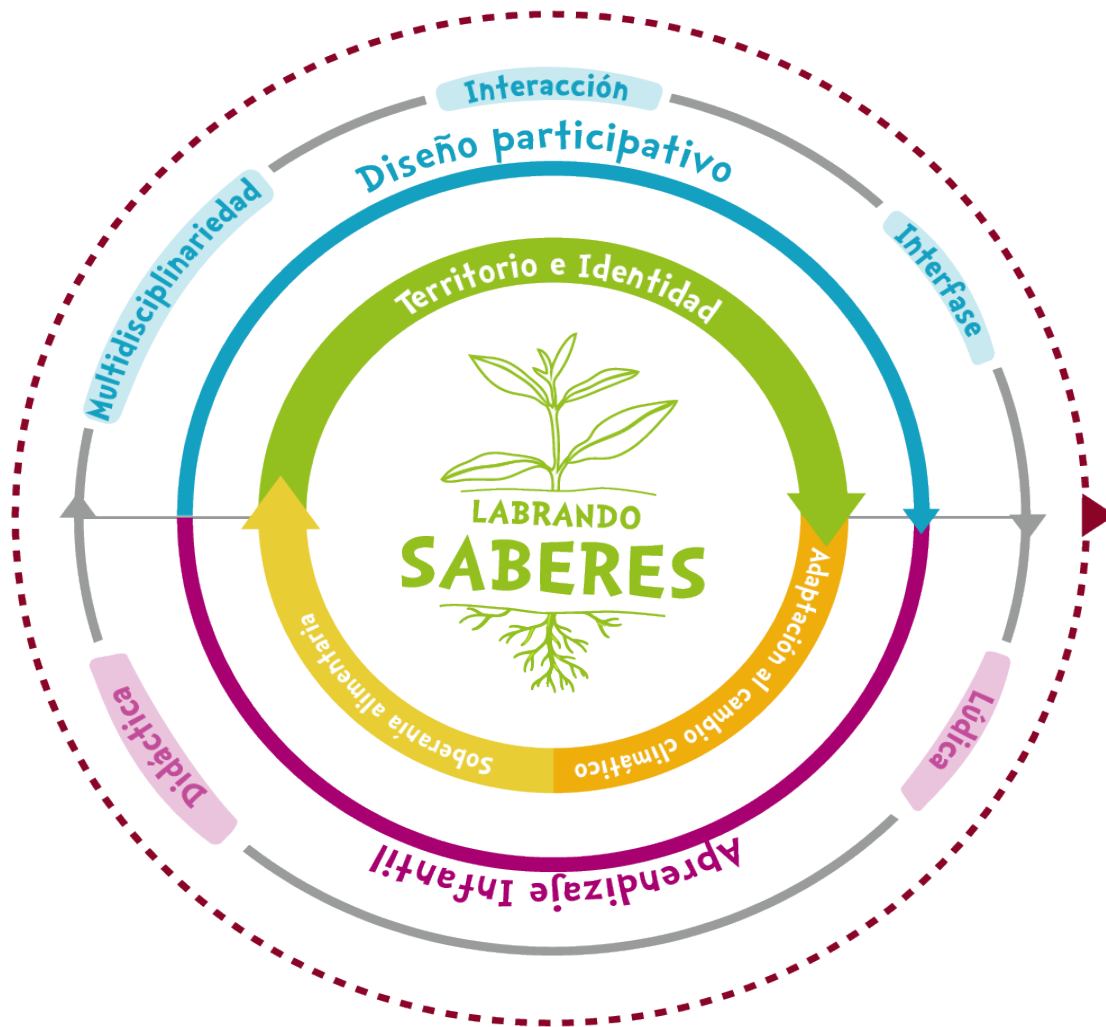 Interacción
Diseño participativo
Multidisciplinariedad
Interfase
Territorio e Identidad
LABRANDO
SABERES
Adaptación al cambio climático
Soberanía alimentaria
Didáctica
Lúdica
Aprendizaje Infantil